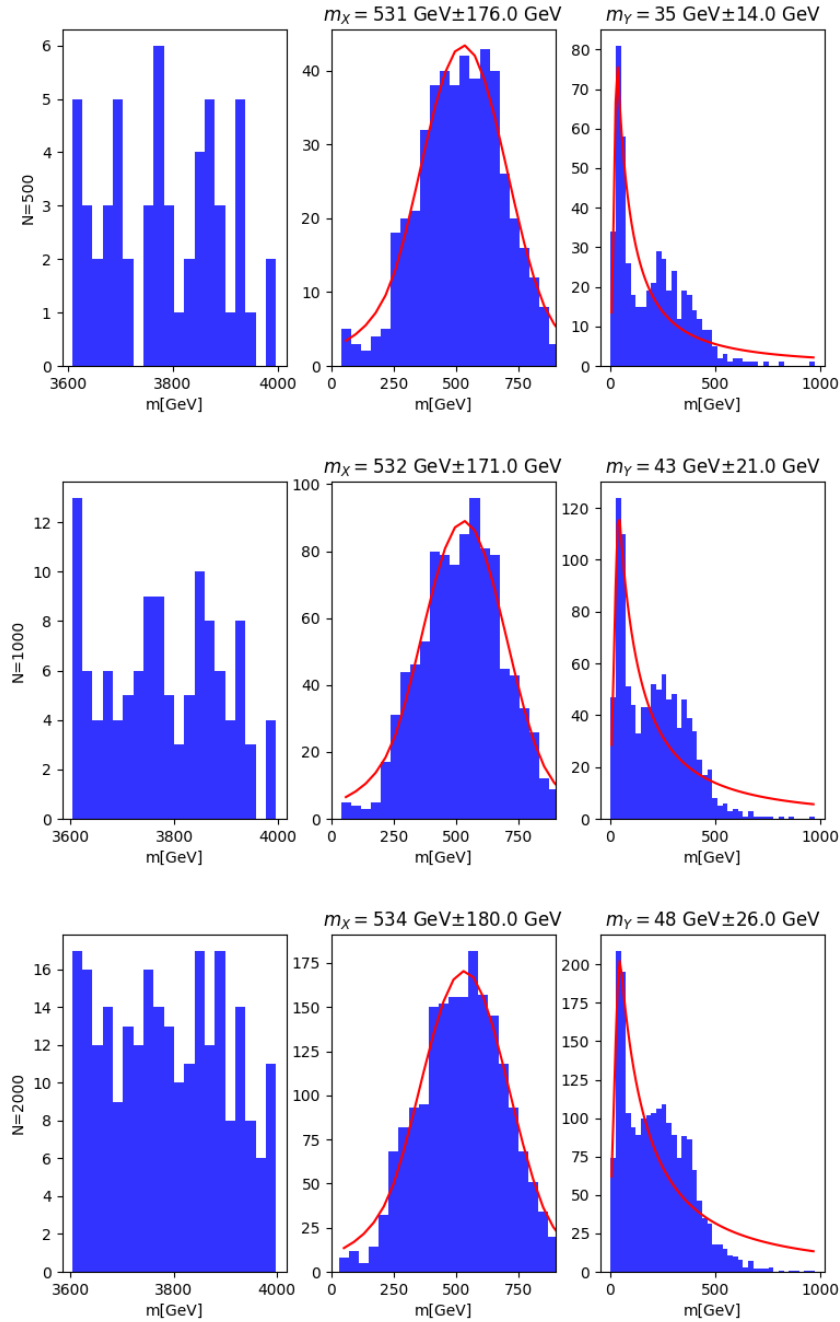 m_X = 531 GeV±176.0 GeV
m_Y = 35 GeV±14.0 GeV
N=500
0 1 2 3 4 5 6
0 10 20 30 40
0 10 20 30 40 50 60 70 80
3600 3800 4000
250 500 750
0 500 1000
m[GeV]
m[GeV]
m[GeV]
m_X = 532 GeV±171.0 GeV
m_Y = 43 GeV±21.0 GeV
N=1000
0 2 4 6 8 10 12
0 20 40 60 80 100
0 20 40 60 80 100 120
3600 3800 4000
0 250 500 750
0 500 1000
m[GeV]
m[GeV]
m[GeV]
m_X = 534 GeV±180.0 GeV
m_Y = 48 GeV±26.0 GeV
N=2000
0 2 4 6 8 10 12 14 16
0 25 50 75 100 125 150 175
0 25 50 75 100 125 150 175 200
3600 3800 4000
0 250 500 750
0 500 1000
m[GeV]
m[GeV]
m[GeV]